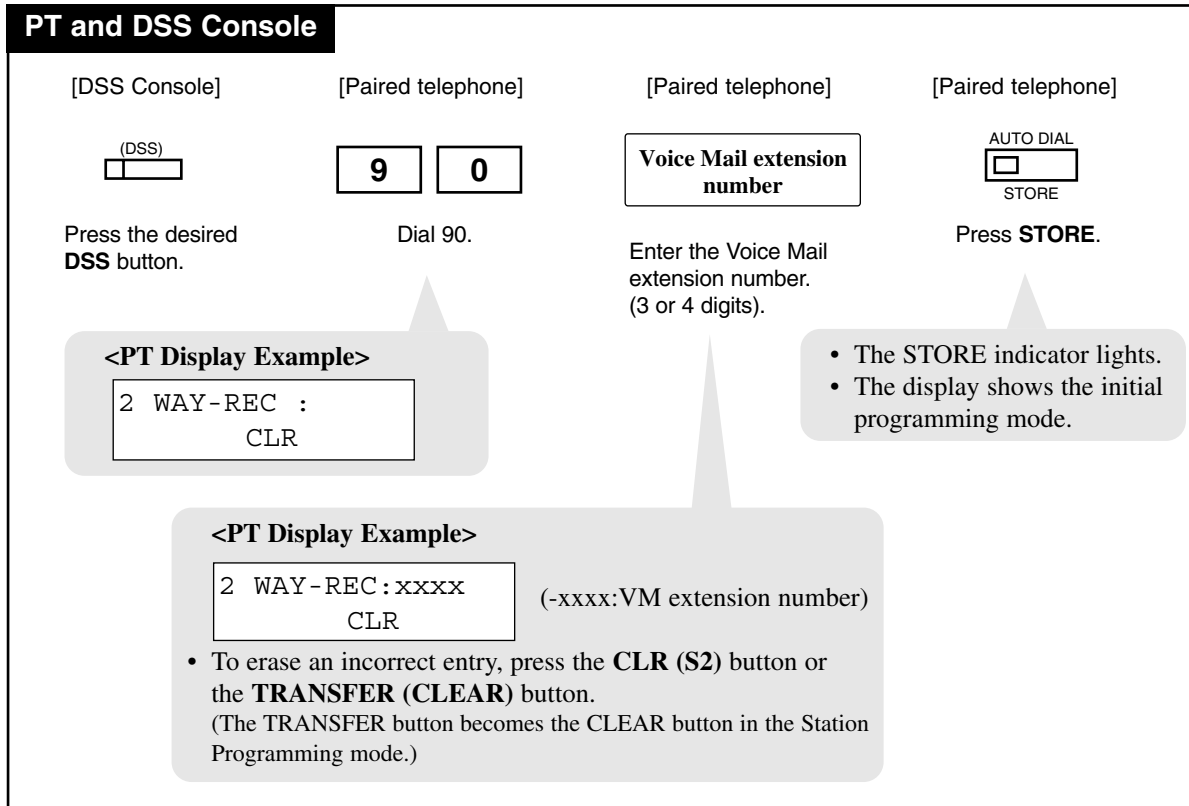 PT and DSS Console
[DSS Console]
[Paired telephone]
[Paired telephone]
[Paired telephone]
(DSS)
9 0
Voice Mail extension
number
AUTO DIAL
STORE
Press the desired
DSS button.
Dial 90.
Enter the Voice Mail
extension number.
(3 or 4 digits).
Press STORE.
<PT Display Example>
2 WAY-REC :
CLR
• The STORE indicator lights.
• The display shows the initial
programming mode.
<PT Display Example>
2 WAY-REC:xxxx
CLR
(-xxxx:VM extension number)
• To erase an incorrect entry, press the CLR (S2) button or
the TRANSFER (CLEAR) button.
(The TRANSFER button becomes the CLEAR button in the Station
Programming mode.)